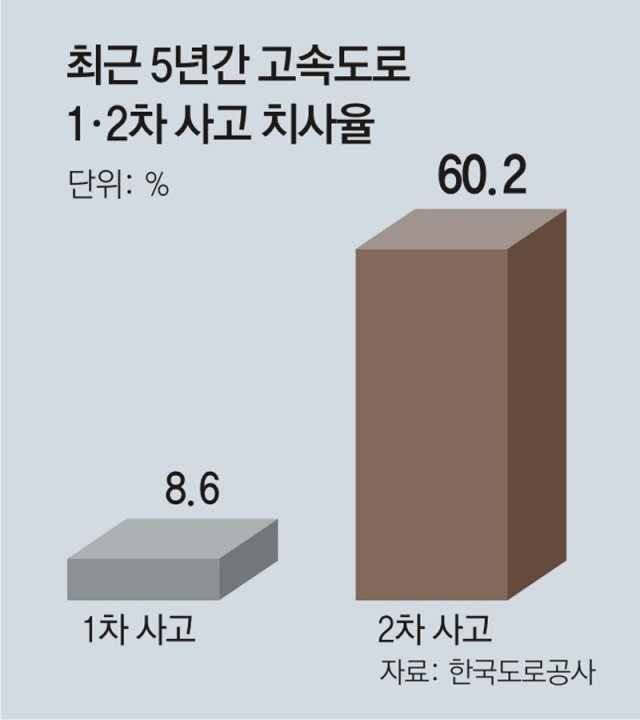 최근 5년간 고속도로
1·2차 사고 치사율
단위: %
60.2
8.6
1차 사고
2차 사고
자료: 한국도로공사